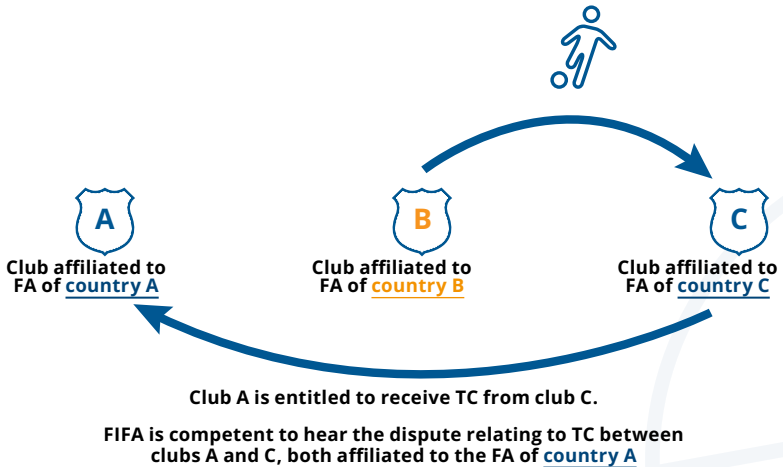 A
B
C
Club affiliated to
FA of country A
Club affiliated to
FA of country B
Club affiliated to
FA of country C
Club A is entitled to receive TC from club C.
FIFA is competent to hear the dispute relating to TC between
clubs A and C, both affiliated to the FA of country A